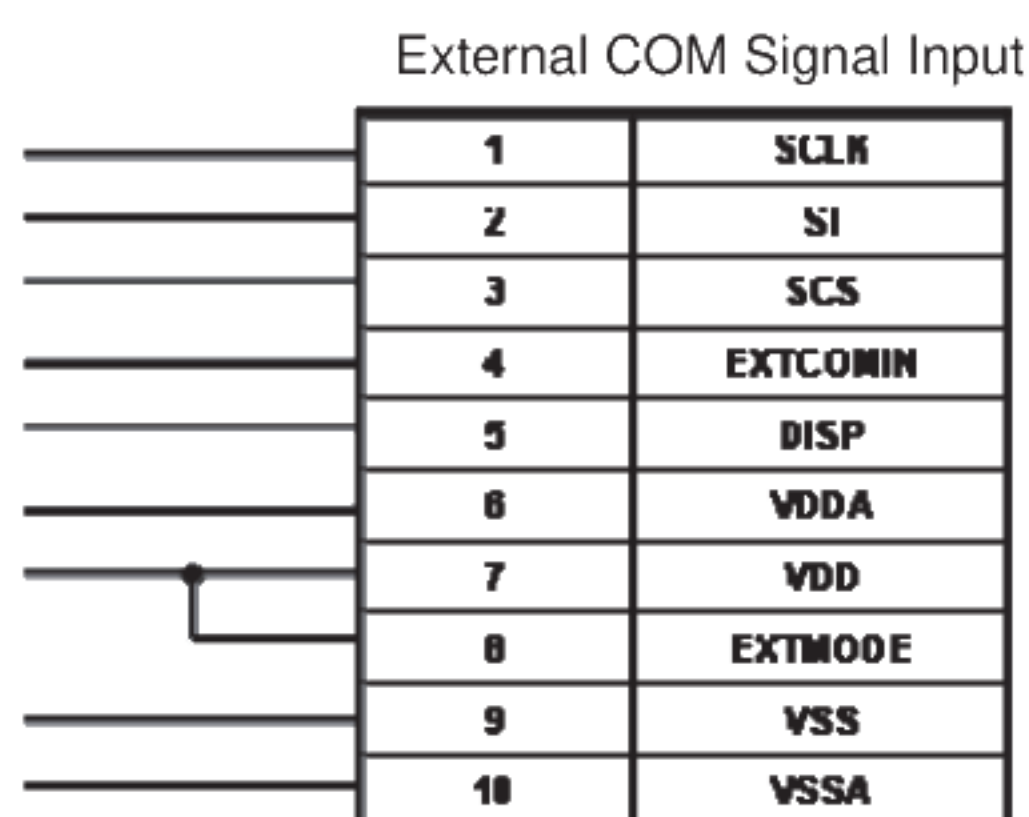 External COM Signal Input
1 SCLK
2 SI
3 SCS
4 EXTCOMIN
5 DISP
6 VDDA
7 VDD
8 EXTMODE
9 VSS
10 VSSA